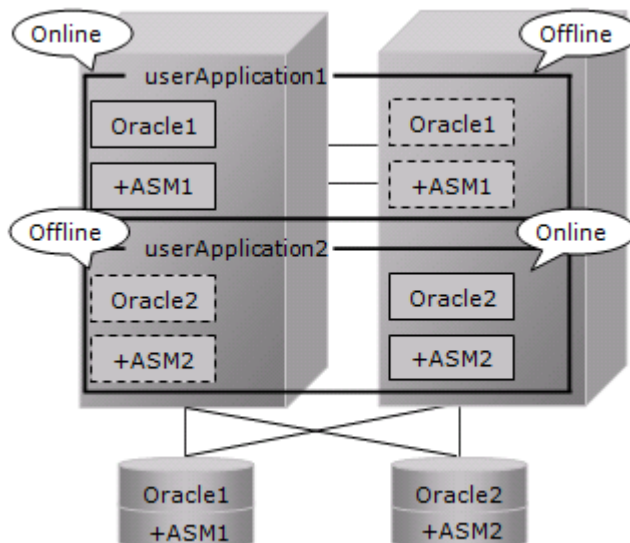 Online
Offline
userApplication1
Oracle1
Oracle1
+ASM1
+ASM1
Offline
Online
userApplication2
Oracle2
Oracle2
+ASM2
+ASM2
Oracle1
Oracle2
+ASM1
+ASM2